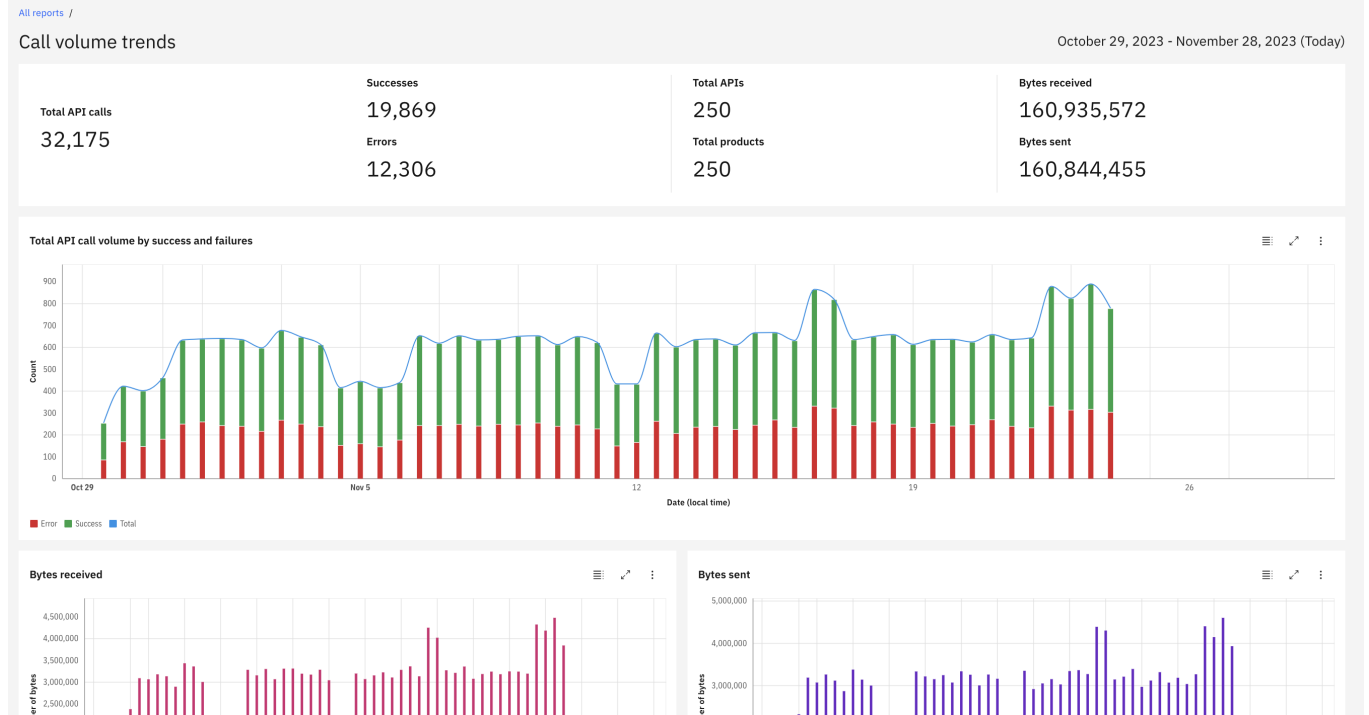 All reports /
Call volume trends
October 29, 2023 - November 28, 2023 (Today)
Total API calls
32,175
Successes
19,869
Errors
12,306
Total APIs
250
Total products
250
Bytes received
160,935,572
Bytes sent
160,844,455
Total API call volume by success and failures
900
800
700
600
500
400
300
200
100
0
Count
Oct 29
Nov 5
12
19
26
Date (local time)
Error
Success
Total
Bytes received
4,500,000
4,000,000
3,500,000
3,000,000
2,500,000
of bytes
Bytes sent
5,000,000
4,000,000
3,000,000
of bytes